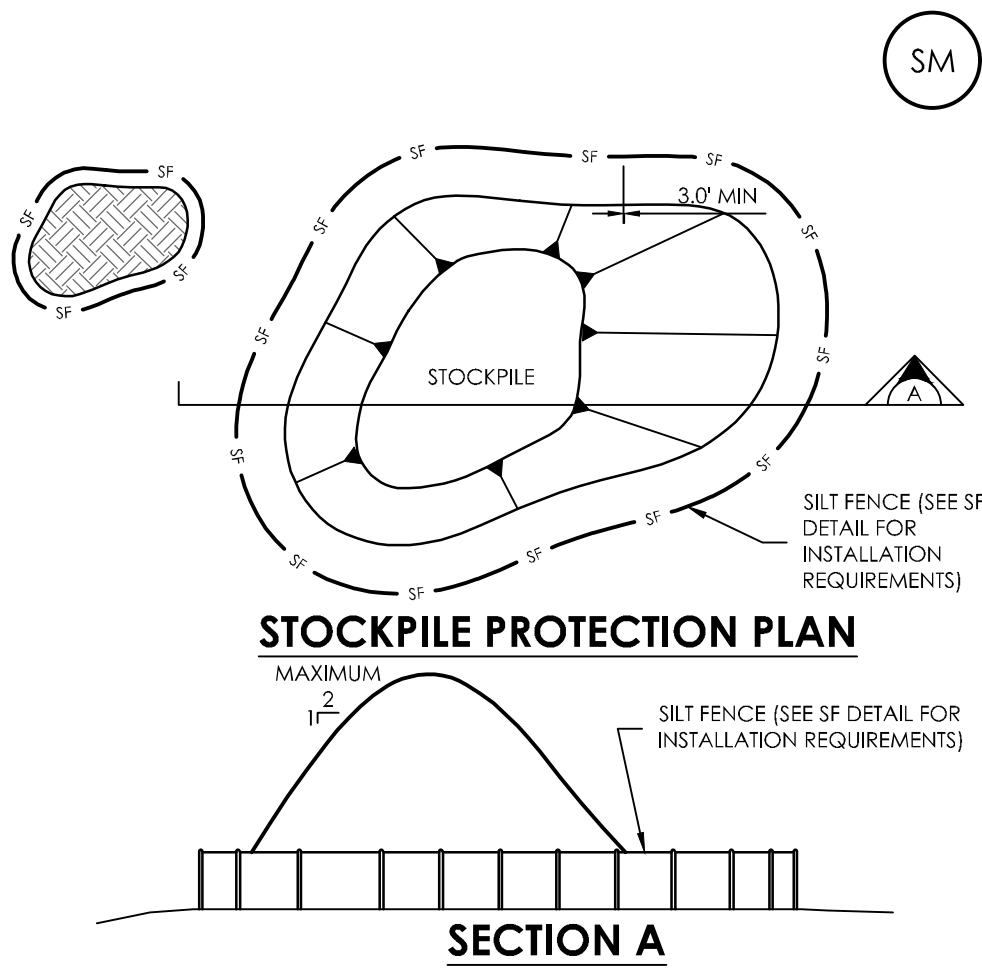 SM
SF
SF
SF
SF
SF
SF
SF
SF
3.0' MIN
SF
SF
SF
SF
STOCKPILE
A
SF
SF
SF
SF
SF
SF
SILT FENCE (SEE SF
DETAIL FOR
INSTALLATION
REQUIREMENTS)
STOCKPILE PROTECTION PLAN
MAXIMUM
2
1
SILT FENCE (SEE SF DETAIL FOR
INSTALLATION REQUIREMENTS)
SECTION A